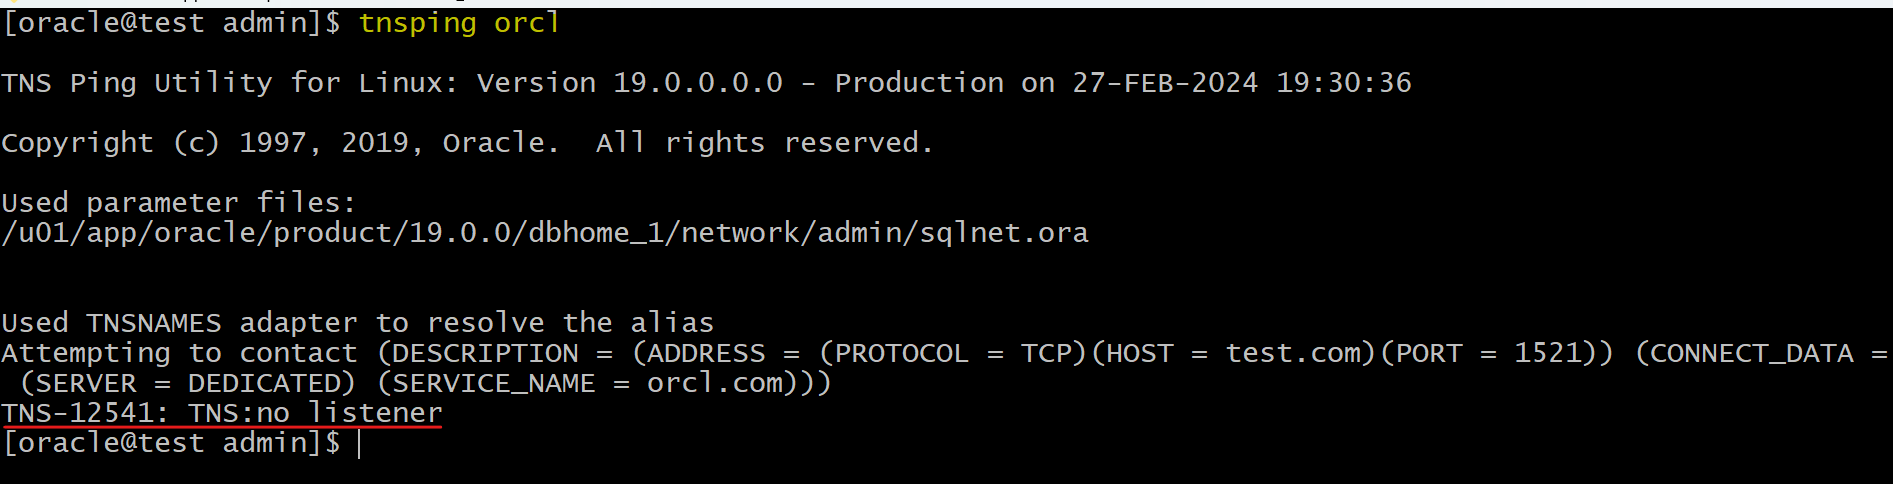 [oracle@test admin]$ tnsping orcl
TNS Ping Utility for Linux: Version 19.0.0.0.0 - Production on 27-FEB-2024 19:30:36
Copyright (c) 1997, 2019, Oracle.  All rights reserved.
Used parameter files:
/u01/app/oracle/product/19.0.0/dbhome_1/network/admin/sqlnet.ora
Used TNSNAMES adapter to resolve the alias
Attempting to contact (DESCRIPTION = (ADDRESS = (PROTOCOL = TCP)(HOST = test.com)(PORT = 1521)) (CONNECT_DATA =
 (SERVER = DEDICATED) (SERVICE_NAME = orcl.com)))
TNS-12541: TNS:no listener
[oracle@test admin]$